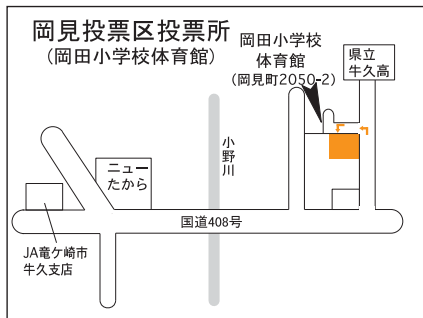 岡見投票区投票所
(岡田小学校体育館)
岡田小学校
体育館
(岡見町2050-2)
県立
牛久高
小野川
ニュー
たから
国道408号
JA竜ケ崎市
牛久支店